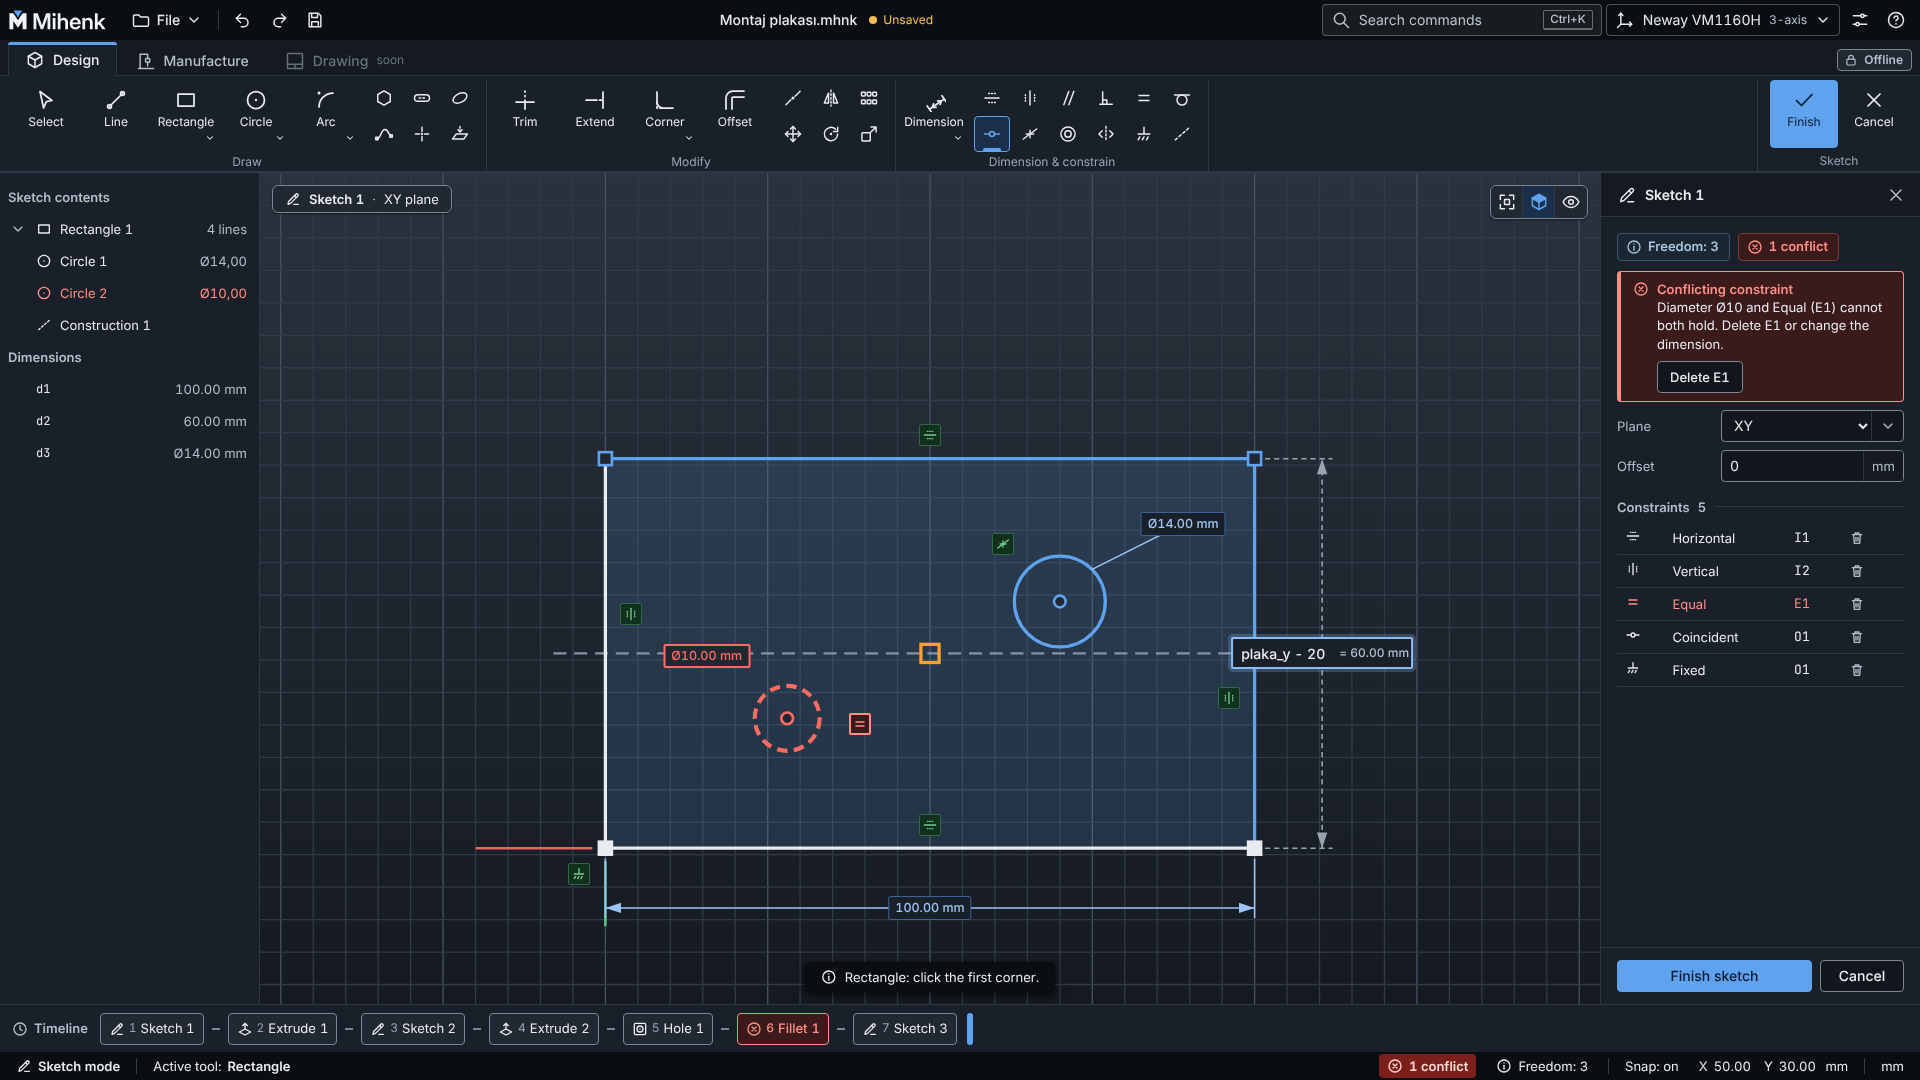 Mihenk
File
Montaj plakası.mhnk
Unsaved
Search commands
Ctrl+K
Neway VM1160H 3-axis
Design
Manufacture
Drawing soon
Offline
Select
Line
Rectangle
Circle
Arc
Draw
Trim
Extend
Corner
Offset
Modify
Dimension
Dimension & constrain
Finish
Cancel
Sketch
Sketch contents
Rectangle 1 4 lines
Circle 1 Ø14,00
Circle 2 Ø10,00
Construction 1
Dimensions
d1 100.00 mm
d2 60.00 mm
d3 Ø14.00 mm
Sketch 1 · XY plane
Ø14.00 mm
Ø10.00 mm
plaka_y - 20 = 60.00 mm
100.00 mm
Rectangle: click the first corner.
Sketch 1
Freedom: 3
1 conflict
Conflicting constraint
Diameter Ø10 and Equal (E1) cannot
both hold. Delete E1 or change the
dimension.
Delete E1
Plane XY
Offset 0 mm
Constraints 5
Horizontal I1
Vertical I2
Equal E1
Coincident O1
Fixed O1
Finish sketch
Cancel
Timeline
1 Sketch 1
2 Extrude 1
3 Sketch 2
4 Extrude 2
5 Hole 1
6 Fillet 1
7 Sketch 3
Sketch mode
Active tool: Rectangle
1 conflict
Freedom: 3
Snap: on
X 50.00 Y 30.00 mm
mm